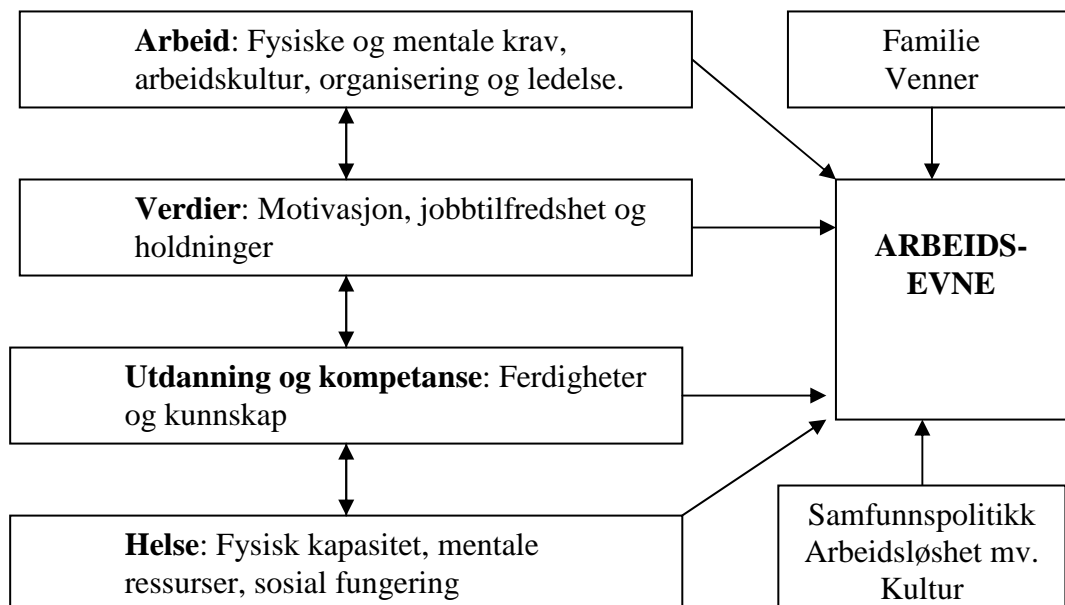 Arbeid: Fysiske og mentale krav,
arbeidskultur, organisering og ledelse.
Familie
Venner
Verdier: Motivasjon, jobbtilfredshet og
holdninger
ARBEIDS-
EVNE
Utdanning og kompetanse: Ferdigheter
og kunnskap
Helse: Fysisk kapasitet, mentale
ressurser, sosial fungering
Samfunnspolitikk
Arbeidsløshet mv.
Kultur